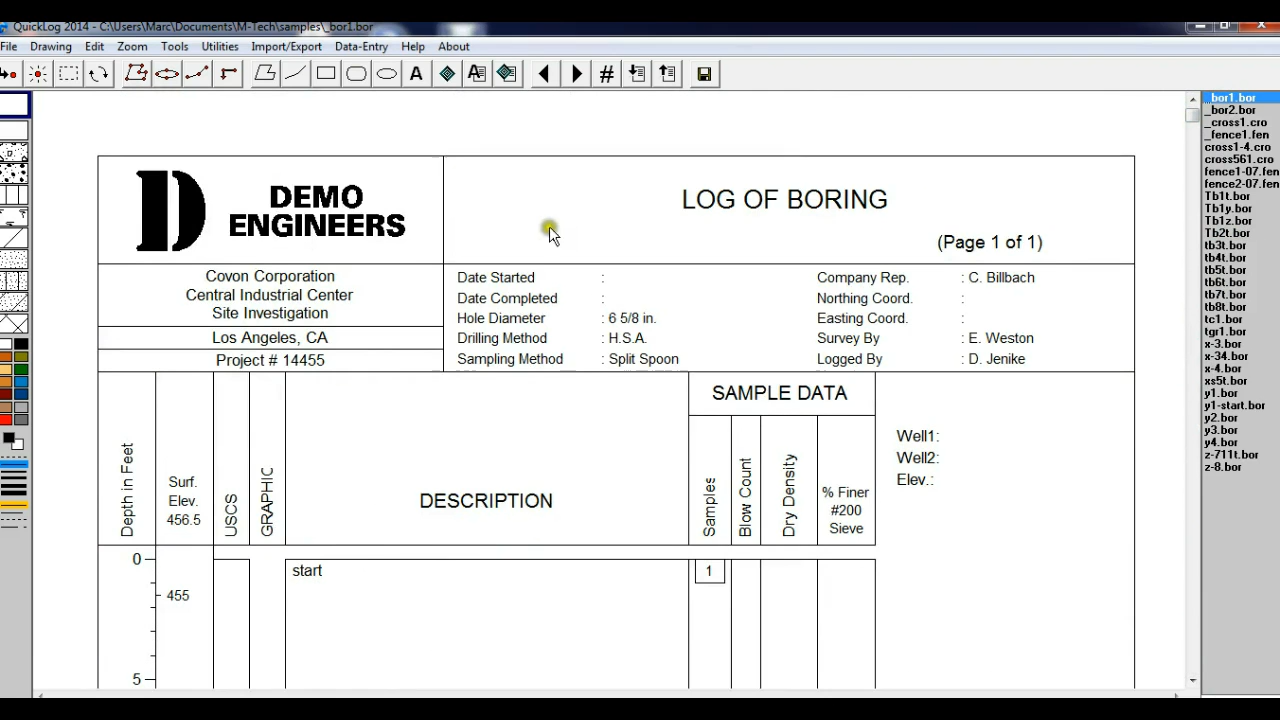 QuickLog 2014 - C:\Users\Marc\Documents\M-Tech\samples\_bor1.bor
File Drawing Edit Zoom Tools Utilities Import/Export Data-Entry Help About
A A #
DEMO
ENGINEERS
LOG OF BORING
(Page 1 of 1)
Covon Corporation
Central Industrial Center
Site Investigation
Los Angeles, CA
Project # 14455
Date Started :
Date Completed :
Hole Diameter : 6 5/8 in.
Drilling Method : H.S.A.
Sampling Method : Split Spoon
Company Rep. : C. Billbach
Northing Coord. :
Easting Coord. :
Survey By : E. Weston
Logged By : D. Jenike
Depth in Feet
Surf.
Elev.
456.5
USCS
GRAPHIC
DESCRIPTION
SAMPLE DATA
Samples
Blow Count
Dry Density
% Finer
#200
Sieve
Well1:
Well2:
Elev.:
0
455
5
start
1
_bor1.bor
_bor2.bor
_cross1.cro
_fence1.fen
cross1-4.cro
cross561.cro
fence1-07.fen
fence2-07.fen
Tb1t.bor
Tb1y.bor
Tb1z.bor
Tb2t.bor
tb3t.bor
tb4t.bor
tb5t.bor
tb6t.bor
tb7t.bor
tb8t.bor
tc1.bor
tgr1.bor
x-3.bor
x-34.bor
x-4.bor
xs5t.bor
y1.bor
y1-start.bor
y2.bor
y3.bor
y4.bor
z-711t.bor
z-8.bor